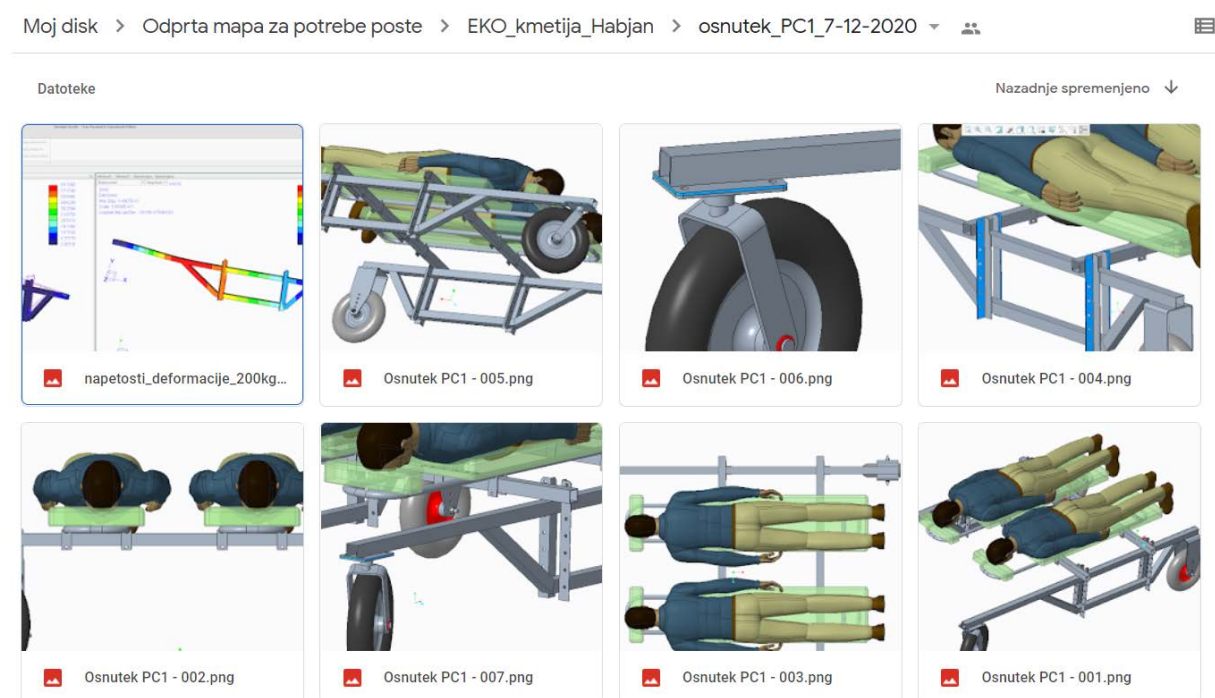 Moj disk > Odprta mapa za potrebe poste > EKO_kmetija_Habjan > osnutek_PC1_7-12-2020
Datoteke
Nazadnje spremenjeno
napetosti_deformacije_200kg...
Osnutek PC1 - 005.png
Osnutek PC1 - 006.png
Osnutek PC1 - 004.png
Osnutek PC1 - 002.png
Osnutek PC1 - 007.png
Osnutek PC1 - 003.png
Osnutek PC1 - 001.png